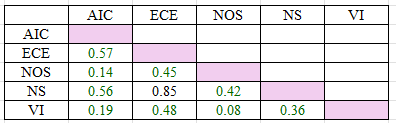 AIC ECE NOS NS VI
AIC
ECE 0.57
NOS 0.14 0.45
NS 0.56 0.85 0.42
VI 0.19 0.48 0.08 0.36